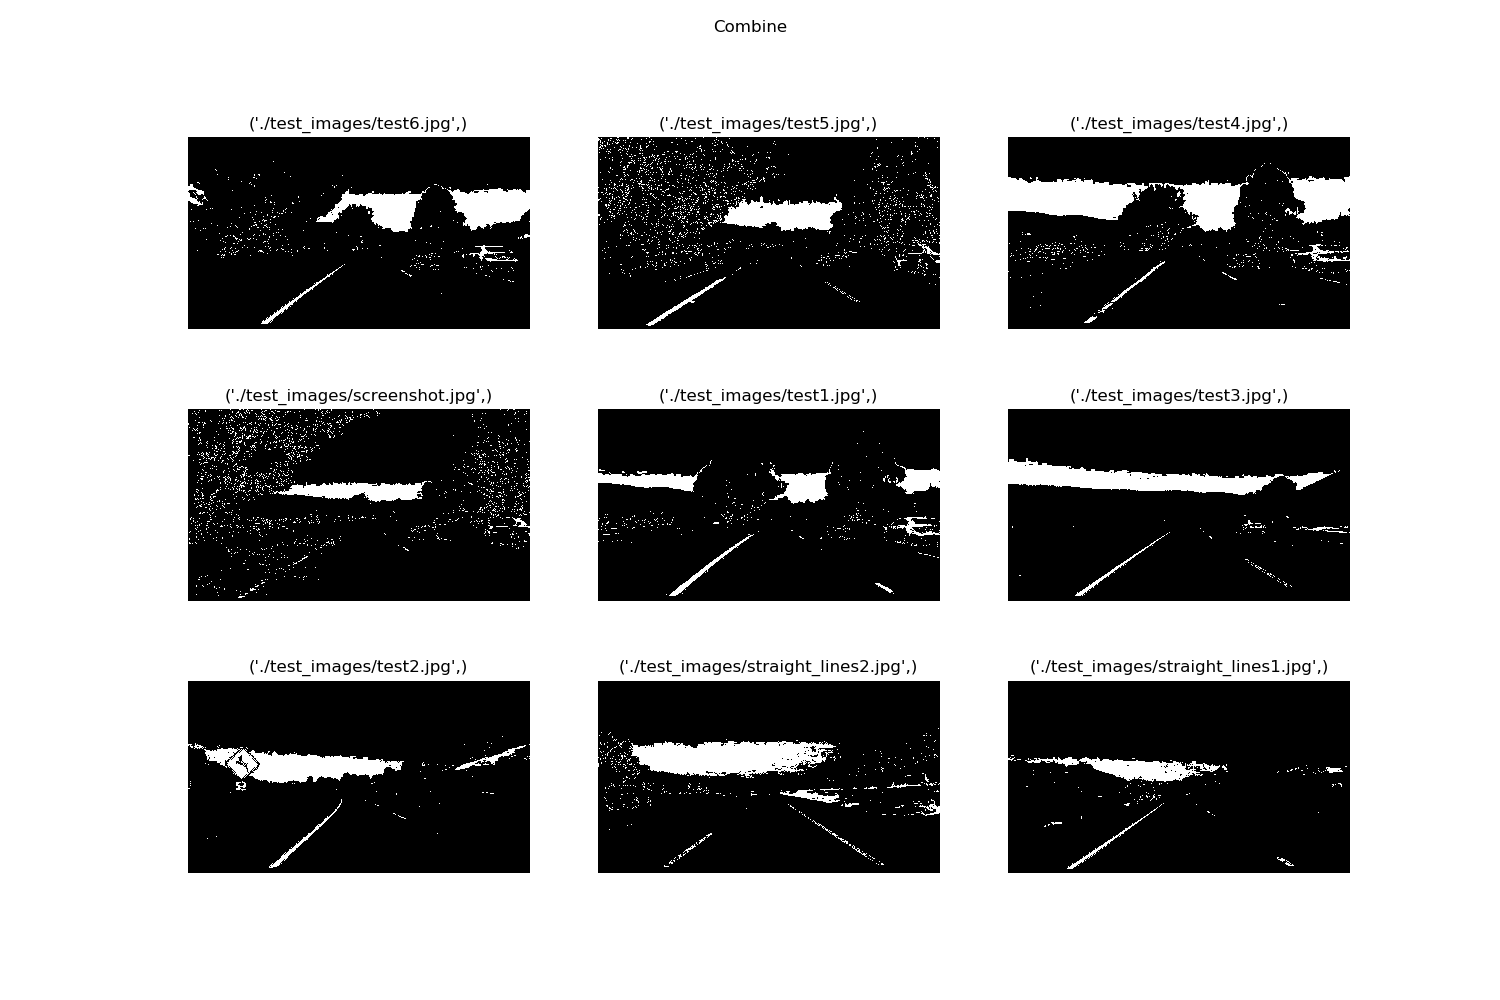 Combine
('./test_images/test6.jpg',)
('./test_images/test5.jpg',)
('./test_images/test4.jpg',)
('./test_images/screenshot.jpg',)
('./test_images/test1.jpg',)
('./test_images/test3.jpg',)
('./test_images/test2.jpg',)
('./test_images/straight_lines2.jpg',)
('./test_images/straight_lines1.jpg',)